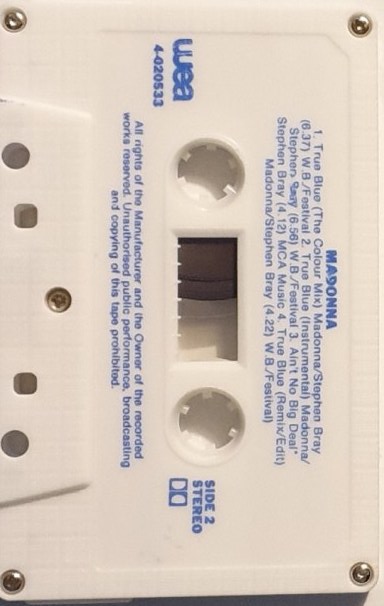 MADONNA
1. True Blue (The Colour Mix) Madonna/Stephen Bray
(6.37) W.B./Festival 2. True Blue (Instrumental) Madonna/
Stephen Bray (6.56) W.B./Festival 3. Ain't No Big Deal*
Stephen Bray (4.12) MCA Music 4. True Blue (Remix/Edit)
Madonna/Stephen Bray (4.22) W.B./Festival)
wea
4-020533
SIDE 2
STEREO
All rights of the Manufacturer and the Owner of the recorded
works reserved. Unauthorised public performance, broadcasting
and copying of this tape prohibited.